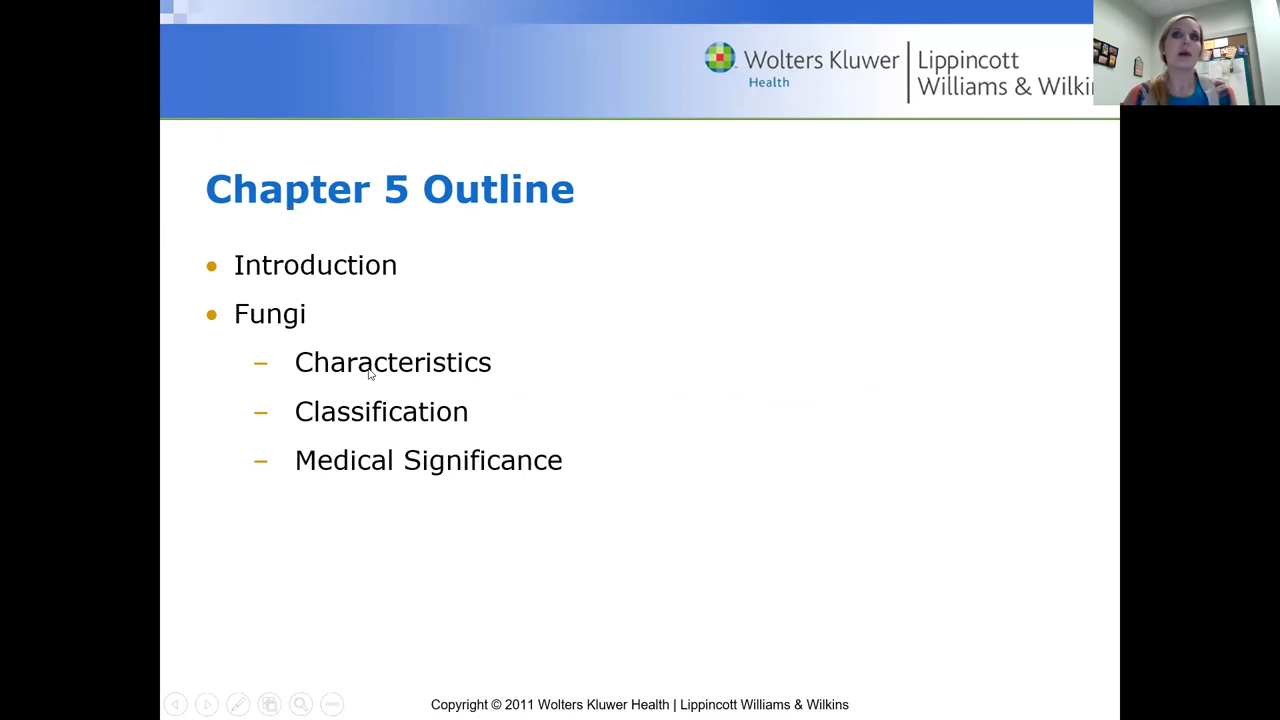 Wolters Kluwer
Health
Lippincott
Williams & Wilki
Chapter 5 Outline
• Introduction
• Fungi
– Characteristics
– Classification
– Medical Significance
Copyright © 2011 Wolters Kluwer Health | Lippincott Williams & Wilkins